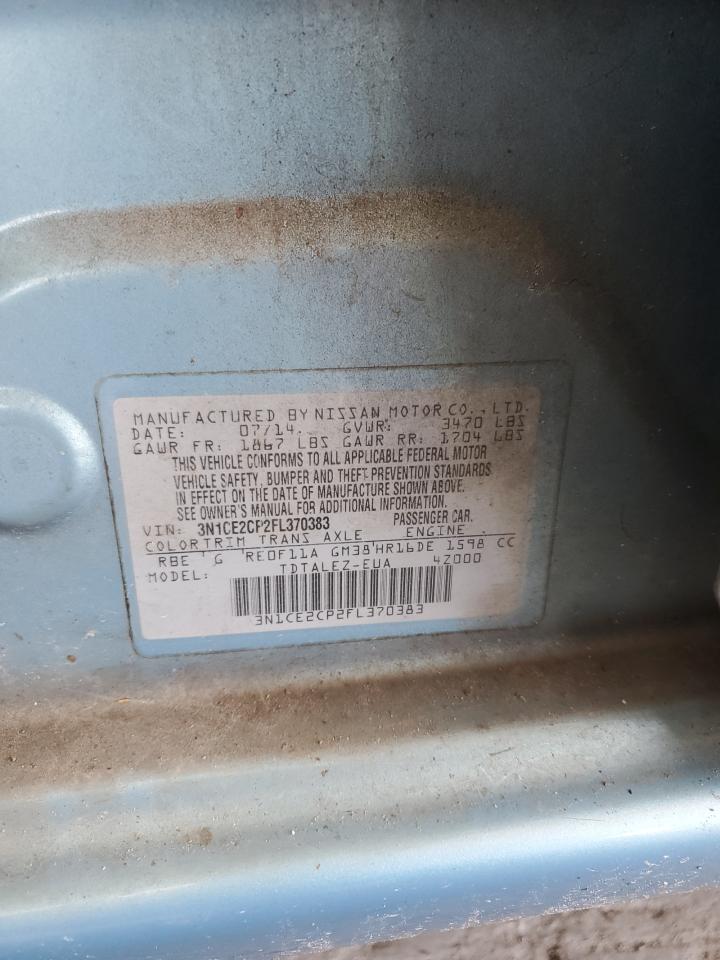 MANUFACTURED BY NISSAN MOTOR CO., LTD.
DATE: 07/14. GVWR: 3470 LBS
GAWR FR: 1867 LBS GAWR RR: 1704 LBS
THIS VEHICLE CONFORMS TO ALL APPLICABLE FEDERAL MOTOR
VEHICLE SAFETY, BUMPER AND THEFT PREVENTION STANDARDS
IN EFFECT ON THE DATE OF MANUFACTURE SHOWN ABOVE.
SEE OWNER'S MANUAL FOR ADDITIONAL INFORMATION.
VIN: 3N1CE2CP2FL370383 PASSENGER CAR.
COLOR TRIM TRANS AXLE ENGINE
RBE G RE0F11A GM38 HR16DE 1598 CC
MODEL: TDTALEZ-EUA 4Z000
3N1CE2CP2FL370383